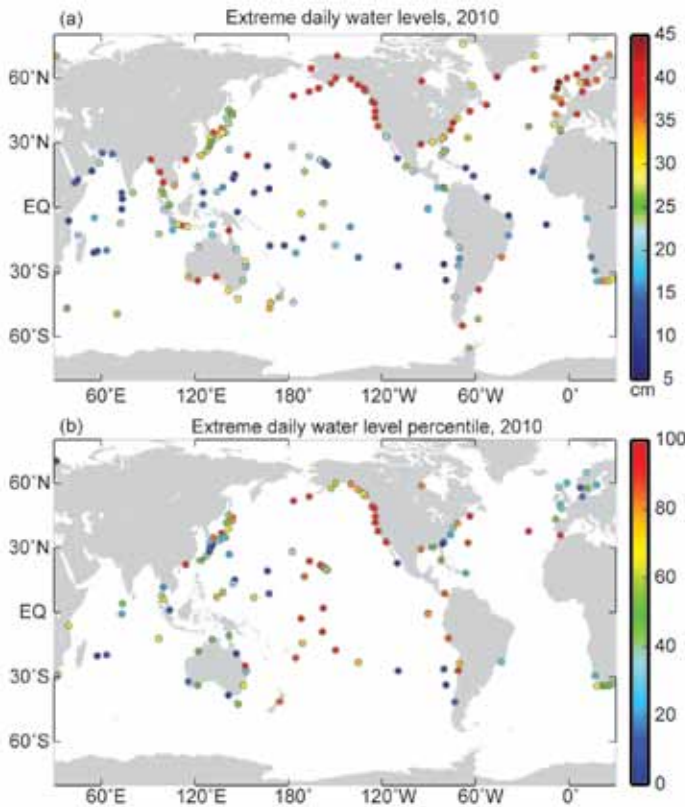 (a) Extreme daily water levels, 2010
60˚N
30˚N
EQ
30˚S
60˚S
60˚E 120˚E 180˚ 120˚W 60˚W 0˚
45
40
35
30
25
20
15
10
5
cm
(b) Extreme daily water level percentile, 2010
60˚N
30˚N
EQ
30˚S
60˚S
60˚E 120˚E 180˚ 120˚W 60˚W 0˚
100
80
60
40
20
0